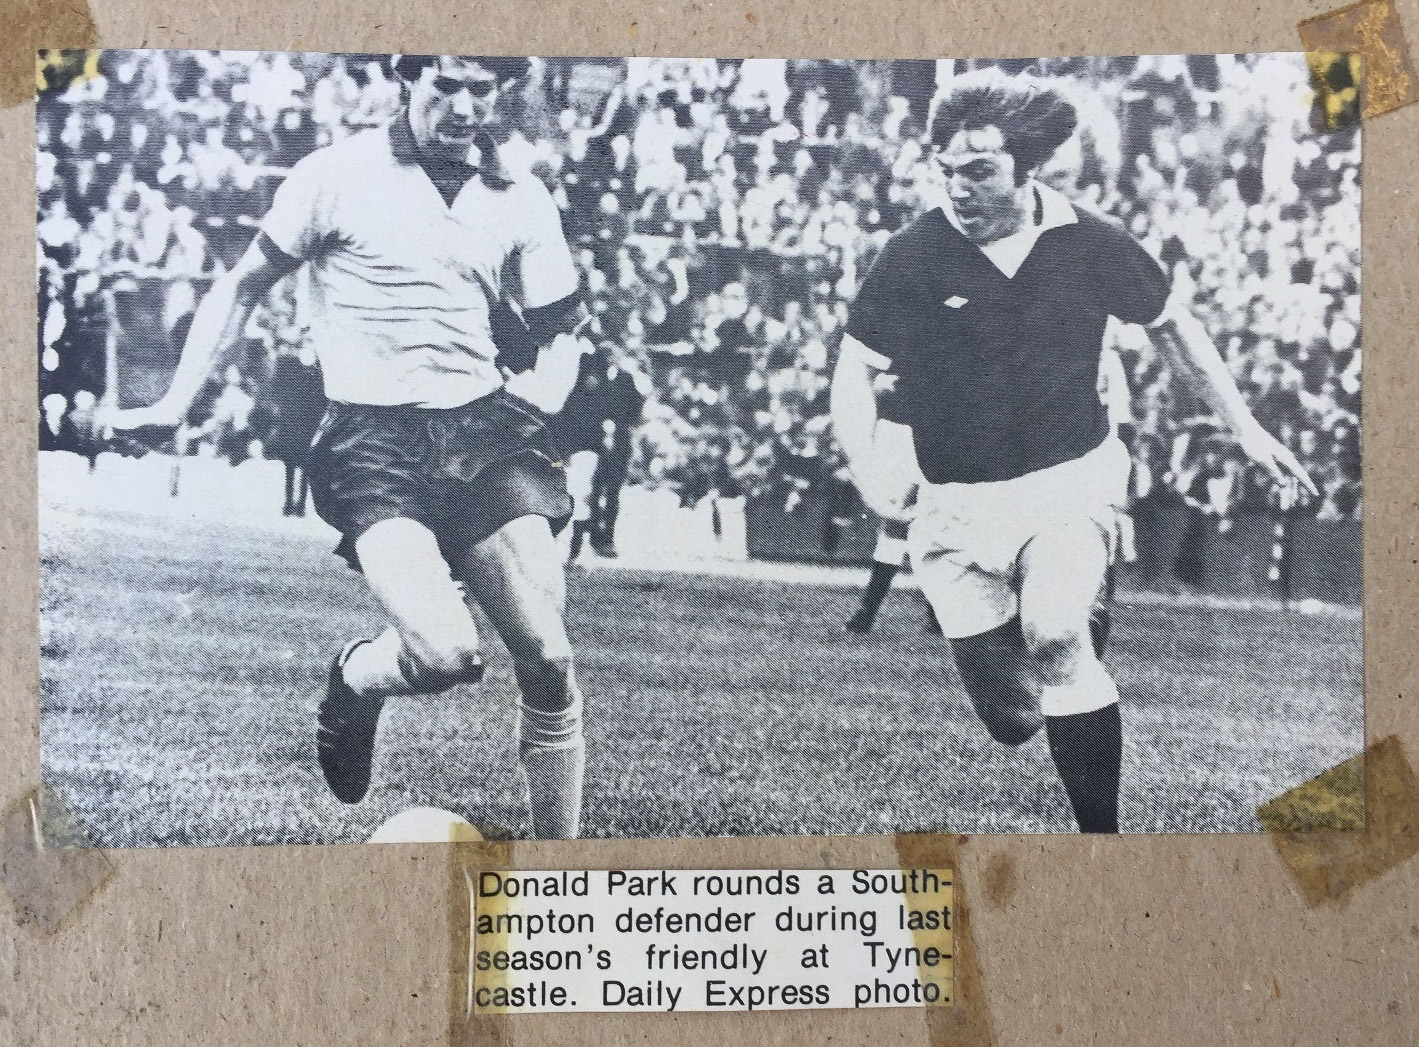 Donald Park rounds a South-
ampton defender during last
season's friendly at Tyne-
castle. Daily Express photo.